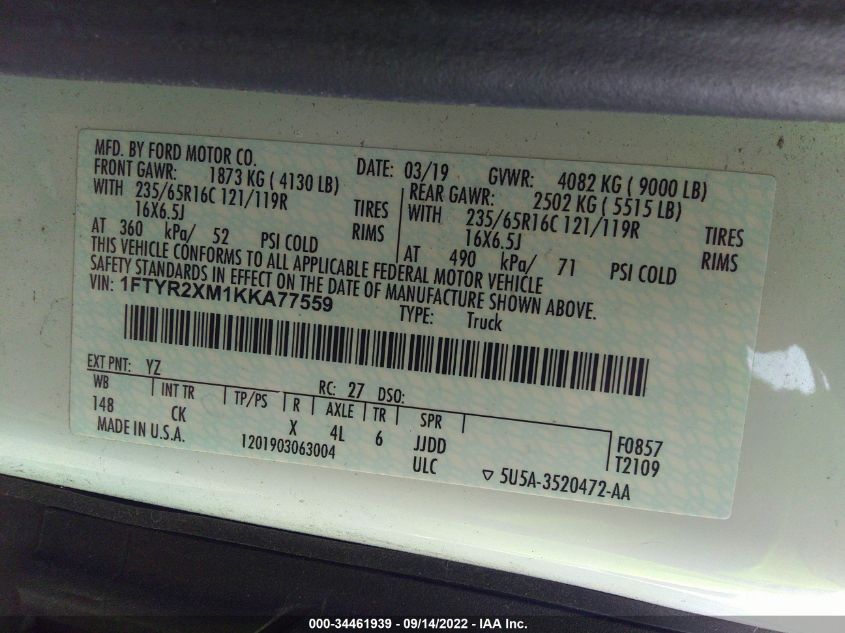 MFD. BY FORD MOTOR CO. DATE: 03/19 GVWR: 4082 KG ( 9000 LB)
FRONT GAWR: 1873 KG ( 4130 LB) REAR GAWR: 2502 KG ( 5515 LB)
WITH 235/65R16C 121/119R TIRES WITH 235/65R16C 121/119R TIRES
16X6.5J RIMS 16X6.5J RIMS
AT 360 kPa/ 52 PSI COLD AT 490 kPa/ 71 PSI COLD
THIS VEHICLE CONFORMS TO ALL APPLICABLE FEDERAL MOTOR VEHICLE
SAFETY STANDARDS IN EFFECT ON THE DATE OF MANUFACTURE SHOWN ABOVE.
VIN: 1FTYR2XM1KKA77559 TYPE: Truck
EXT PNT: YZ RC: 27 DSO:
WB INT TR TP/PS R AXLE TR SPR
148 CK X 4L 6 JJDD F0857
MADE IN U.S.A. 1201903063004 ULC T2109
5U5A-3520472-AA
000-34461939 - 09/14/2022 - IAA Inc.